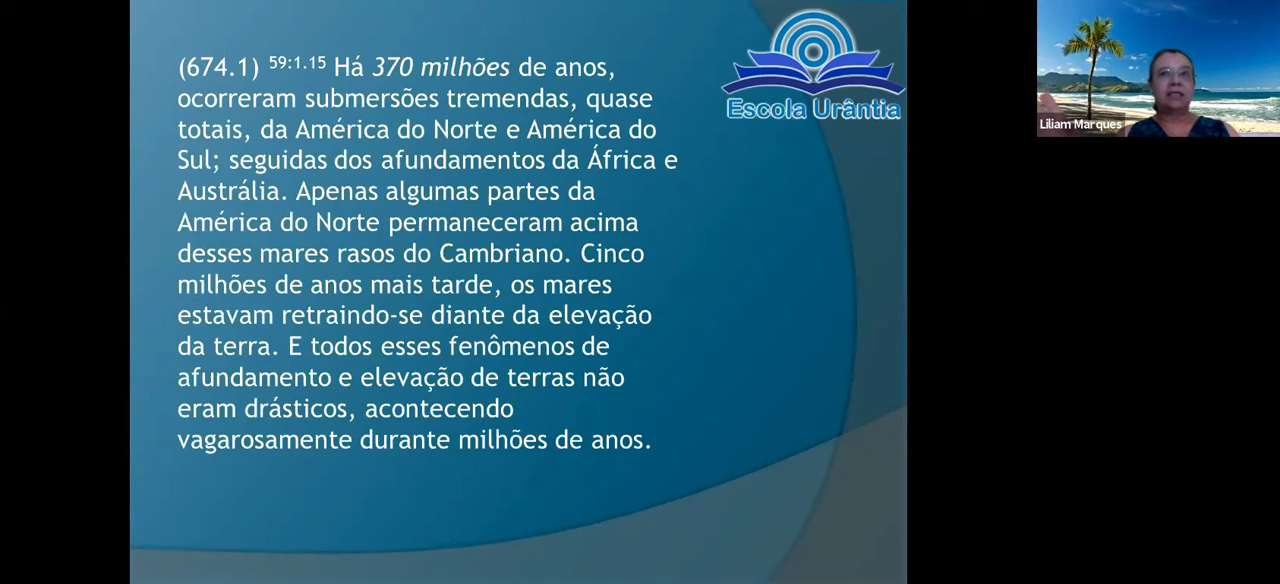 (674.1) 59:1.15 Há 370 milhões de anos,
ocorreram submersões tremendas, quase
totais, da América do Norte e América do
Sul; seguidas dos afundamentos da África e
Austrália. Apenas algumas partes da
América do Norte permaneceram acima
desses mares rasos do Cambriano. Cinco
milhões de anos mais tarde, os mares
estavam retraindo-se diante da elevação
da terra. E todos esses fenômenos de
afundamento e elevação de terras não
eram drásticos, acontecendo
vagarosamente durante milhões de anos.
Escola Urântia
Liliam Marques